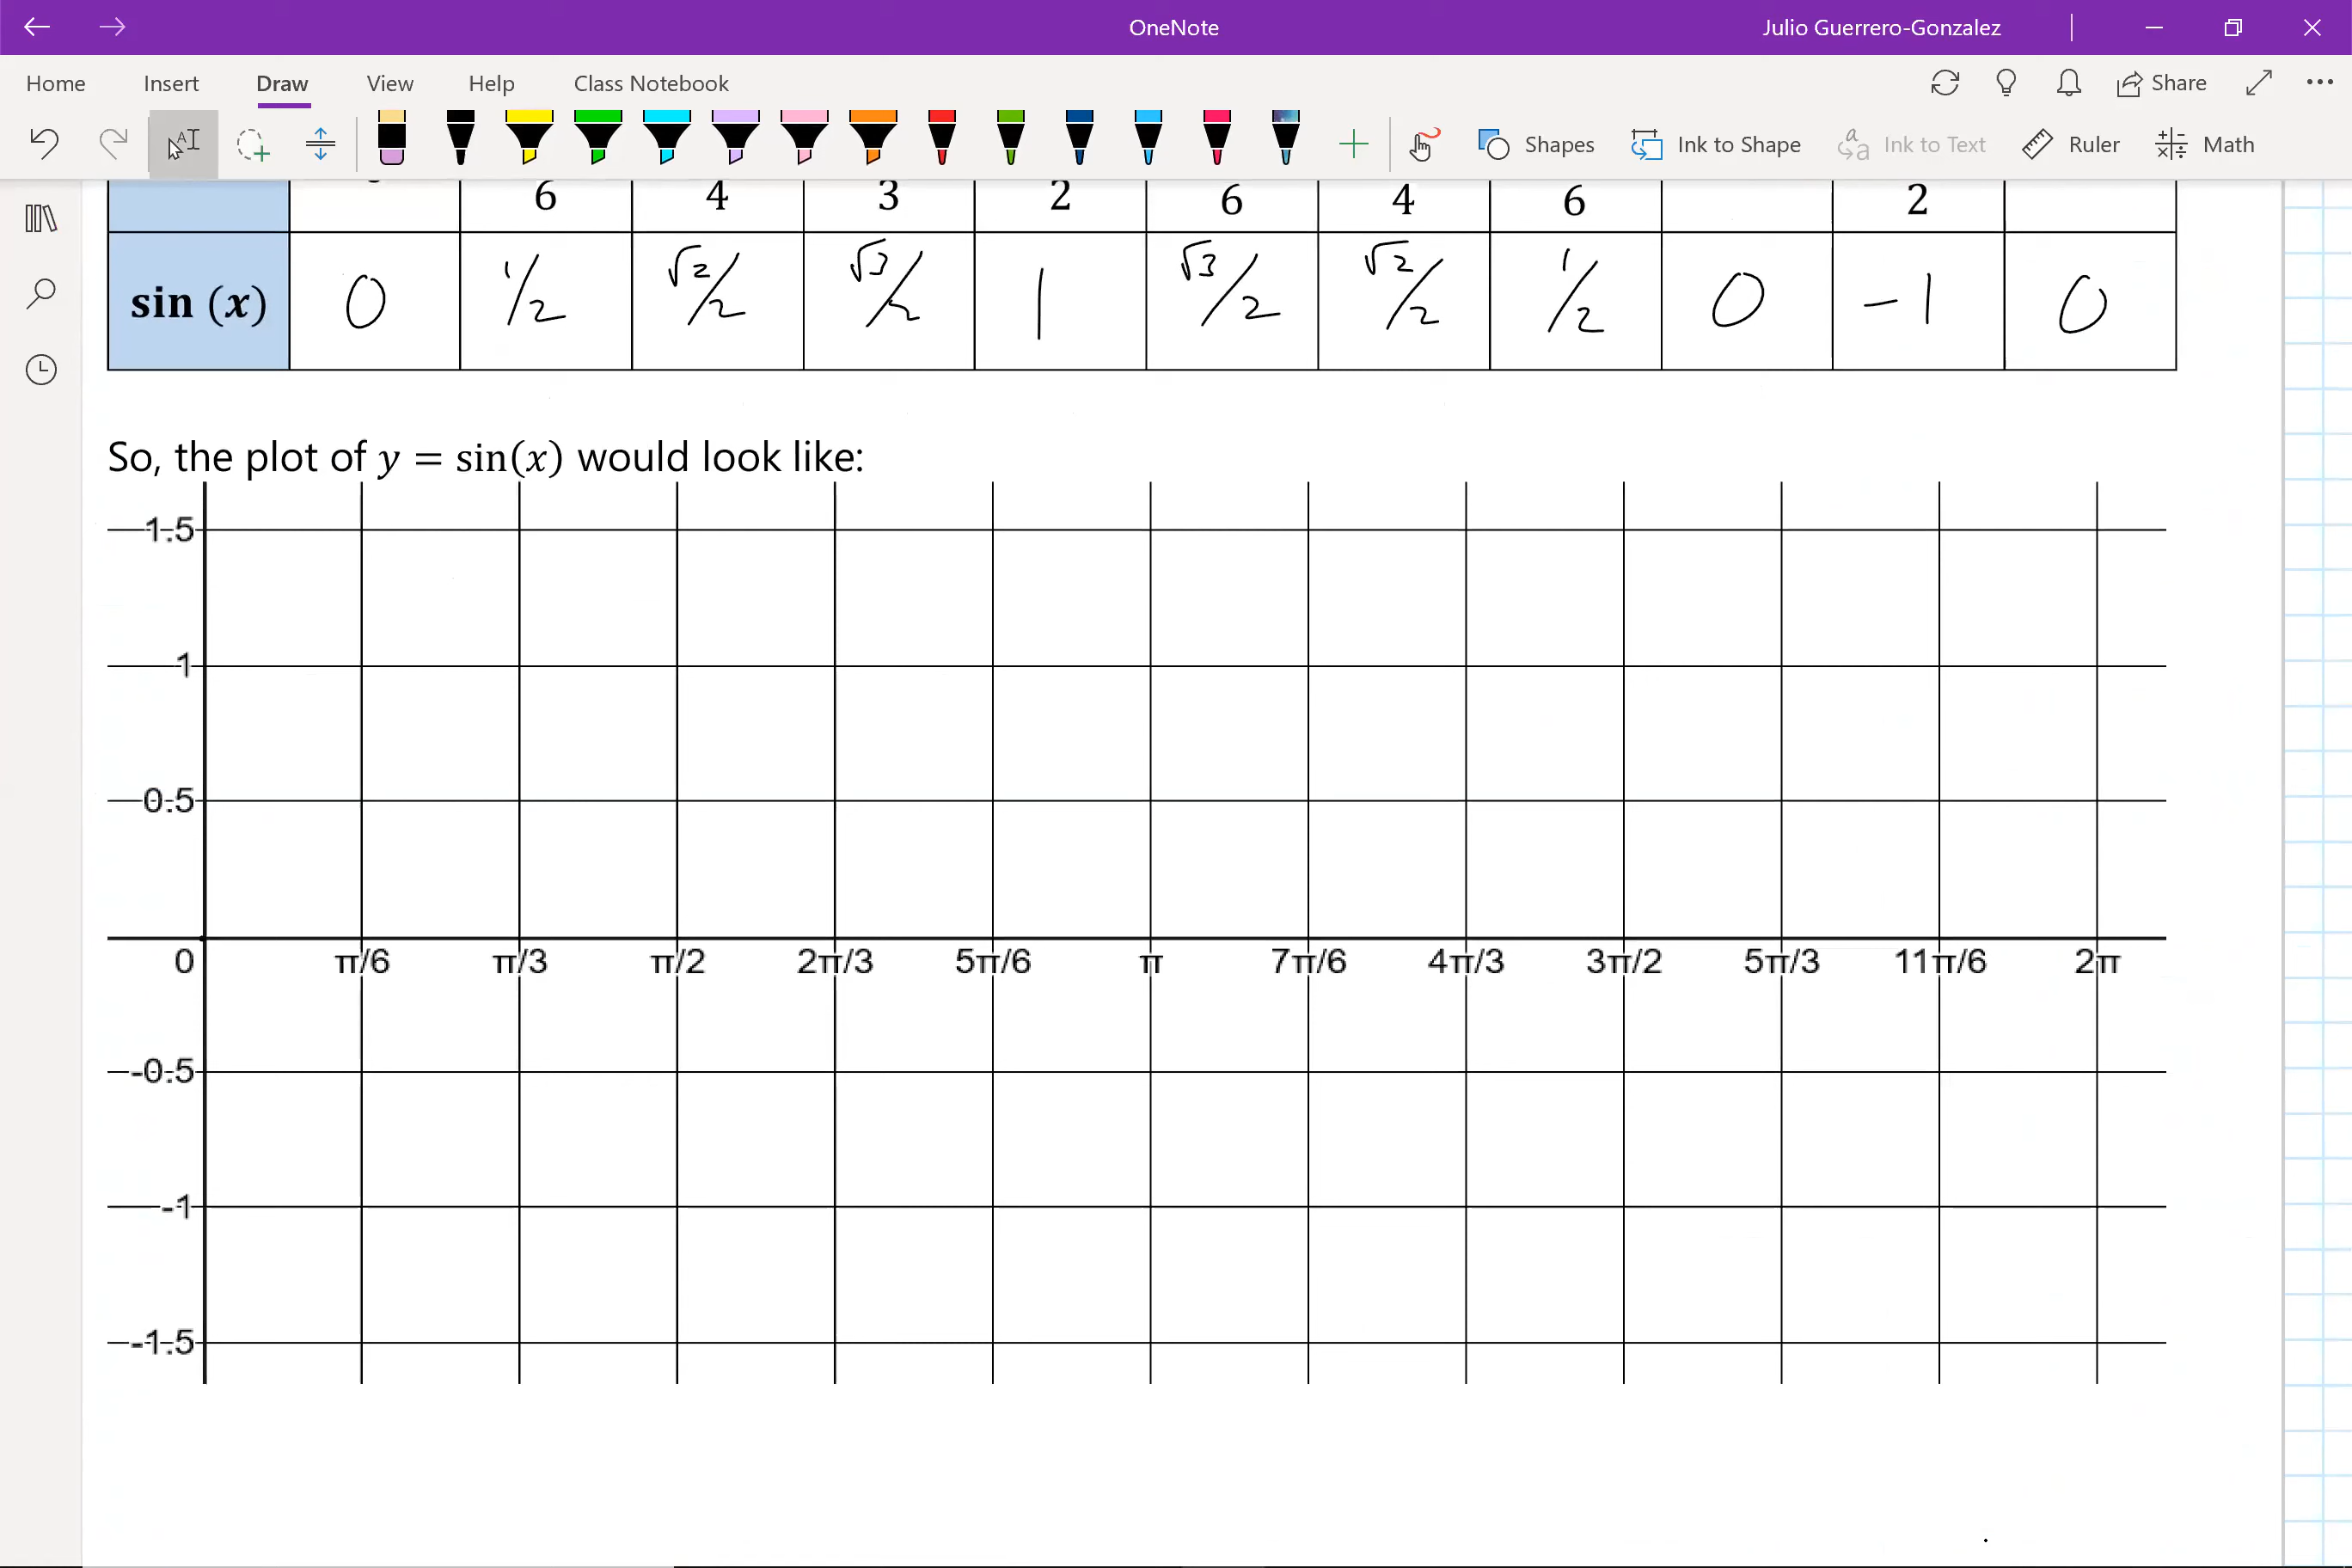 OneNote
Julio Guerrero-Gonzalez
Home Insert Draw View Help Class Notebook Share
Shapes Ink to Shape Ink to Text Ruler Math
6 4 3 2 6 4 6 2
sin (x) 0 1/2 √2/2 √3/2 1 √3/2 √2/2 1/2 0 -1 0
So, the plot of y = sin(x) would look like:
1.5
1
0.5
0 π/6 π/3 π/2 2π/3 5π/6 π 7π/6 4π/3 3π/2 5π/3 11π/6 2π
-0.5
-1
-1.5